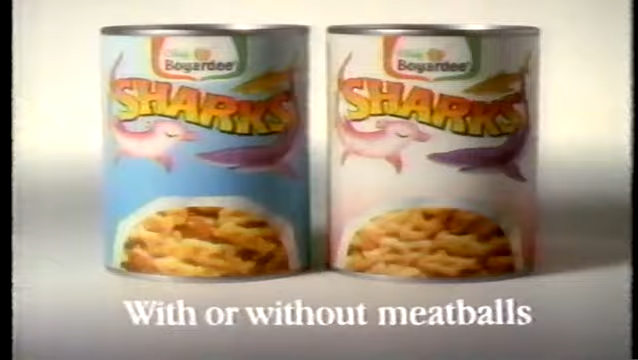 Boyardee
SHARKS
Boyardee
SHARKS
With or without meatballs